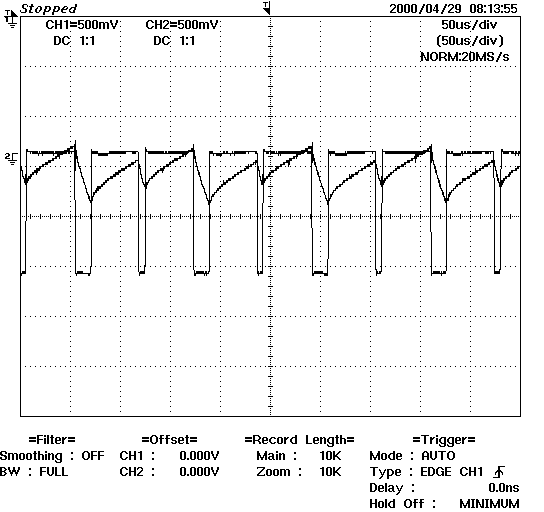 Stopped
2000/04/29 08:13:55
CH1=500mV CH2=500mV 50us/div
DC 1:1 DC 1:1 (50us/div)
NORM:20MS/s
T
1
2
=Filter= =Offset= =Record Length= =Trigger=
Smoothing : OFF CH1 : 0.000V Main : 10K Mode : AUTO
BW : FULL CH2 : 0.000V Zoom : 10K Type : EDGE CH1
Delay : 0.0ns
Hold Off : MINIMUM